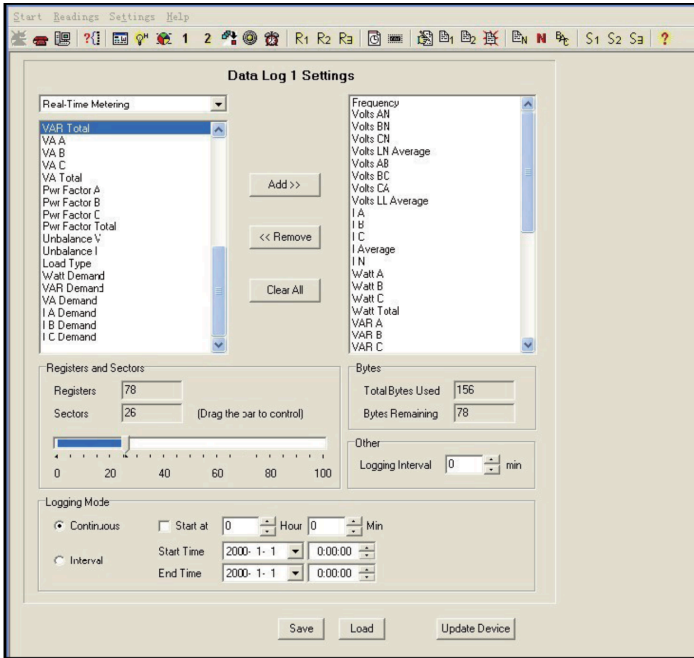 Start Readings Settings Help
?{} 1 2 R1 R2 R3 1 2 N N S1 S2 S3 ?
Data Log 1 Settings
Real-Time Metering
VAR Total
VA A
VA B
VA C
VA Total
Pwr Factor A
Pwr Factor B
Pwr Factor C
Pwr Factor Total
Unbalance V
Unbalance I
Load Type
Watt Demand
VAR Demand
VA Demand
I A Demand
I B Demand
I C Demand
Add >>
<< Remove
Clear All
Frequency
Volts AN
Volts BN
Volts CN
Volts LN Average
Volts AB
Volts BC
Volts CA
Volts LL Average
I A
I B
I C
I Average
I N
Watt A
Watt B
Watt C
Watt Total
VAR A
VAR B
VAR C
Registers and Sectors
Registers 78
Sectors 26 (Drag the bar to control)
0 20 40 60 80 100
Bytes
Total Bytes Used 156
Bytes Remaining 78
Other
Logging Interval 0 min
Logging Mode
Continuous Start at 0 Hour 0 Min
Interval
Start Time 2000- 1- 1 0:00:00
End Time 2000- 1- 1 0:00:00
Save Load Update Device